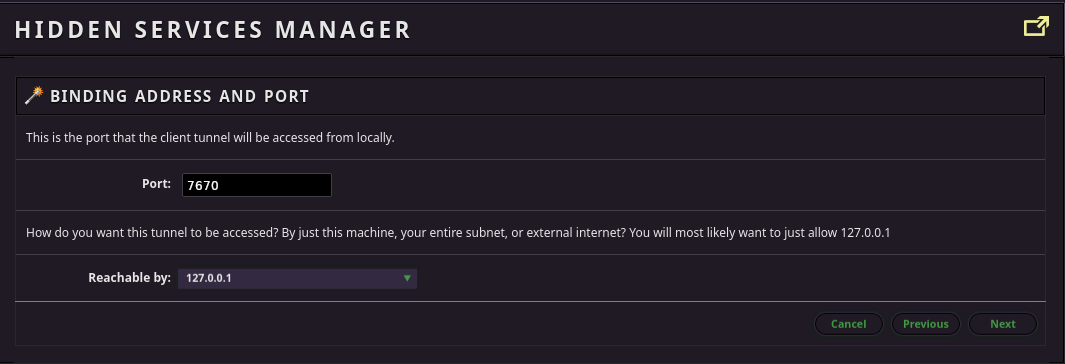 HIDDEN SERVICES MANAGER
BINDING ADDRESS AND PORT
This is the port that the client tunnel will be accessed from locally.
Port: 7670
How do you want this tunnel to be accessed? By just this machine, your entire subnet, or external internet? You will most likely want to just allow 127.0.0.1
Reachable by: 127.0.0.1
Cancel Previous Next